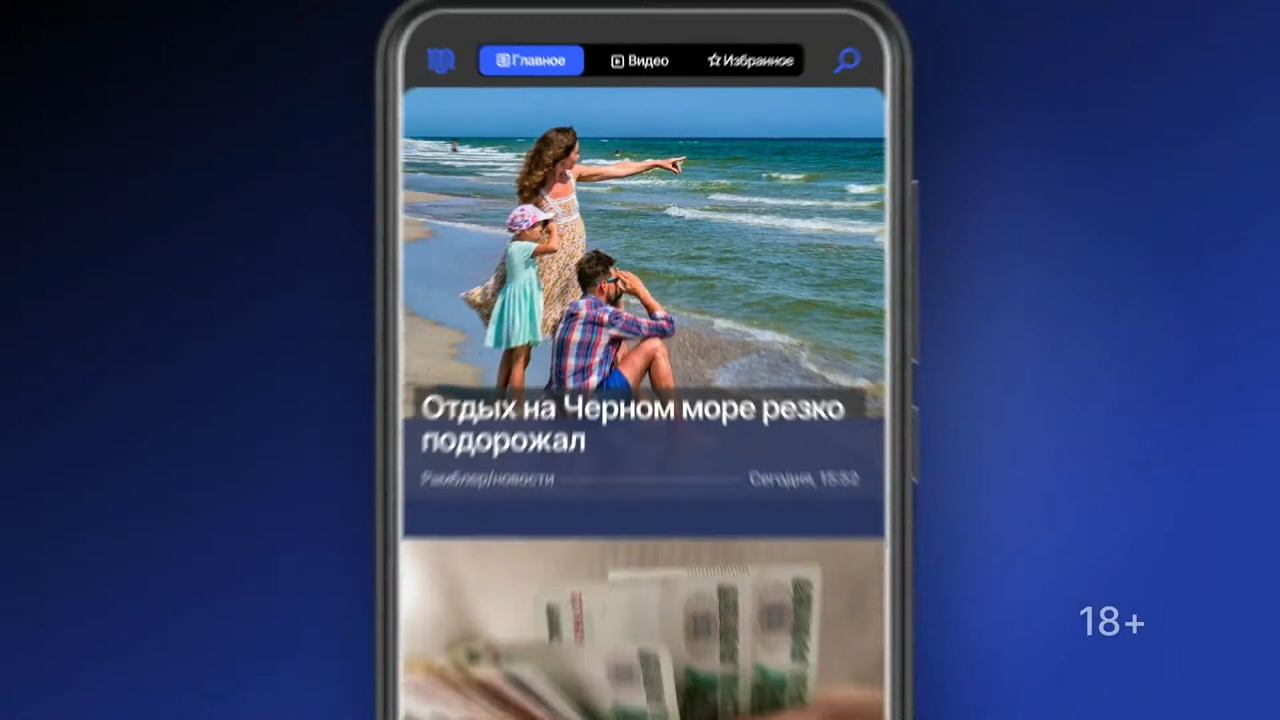 Главное
Видео
Избранное
Отдых на Черном море резко
подорожал
Рамблер/новости
Сегодня, 15:32
18+